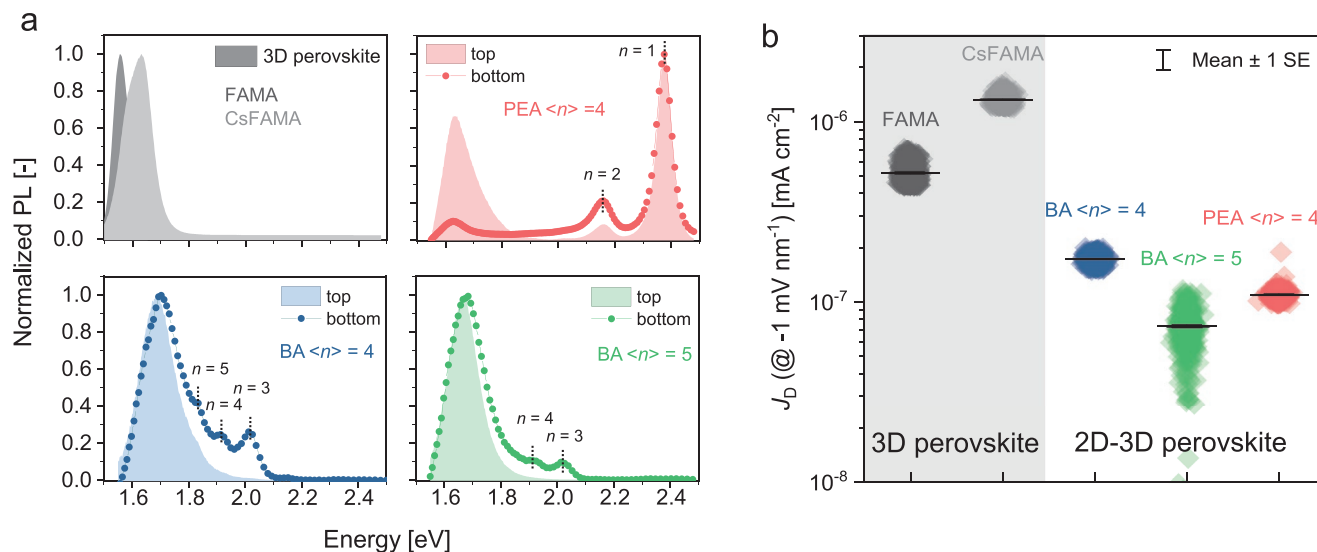 a
Normalized PL [-]
1.0
0.8
0.6
0.4
0.2
0.0
3D perovskite
FAMA
CsFAMA
top
bottom
PEA <n> =4
n = 1
n = 2
1.0
0.8
0.6
0.4
0.2
0.0
top
bottom
BA <n> = 4
n = 5
n = 4
n = 3
1.6 1.8 2.0 2.2 2.4
top
bottom
BA <n> = 5
n = 4
n = 3
1.6 1.8 2.0 2.2 2.4
Energy [eV]
b
J_D (@ -1 mV nm⁻¹) [mA cm⁻²]
10⁻⁶
10⁻⁷
10⁻⁸
CsFAMA
Mean ± 1 SE
FAMA
BA <n> = 4
PEA <n> = 4
BA <n> = 5
3D perovskite
2D-3D perovskite